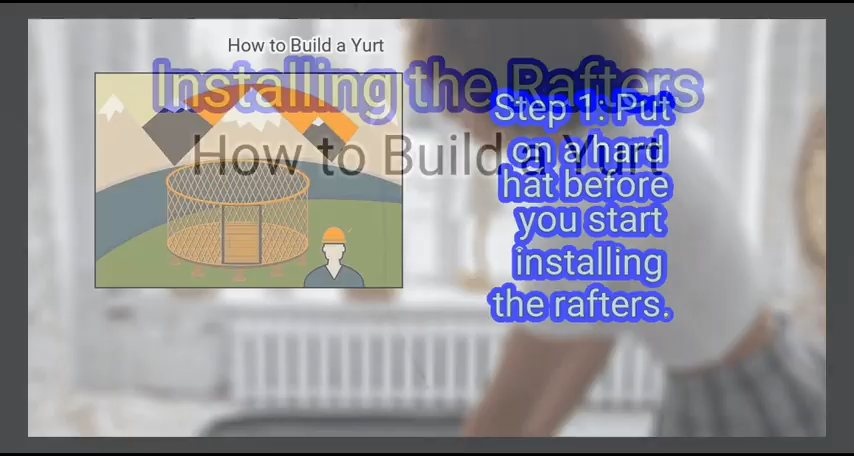 How to Build a Yurt
Installing the Rafters
How to Build a Yurt
Step 1: Put
on a hard
hat before
you start
installing
the rafters.